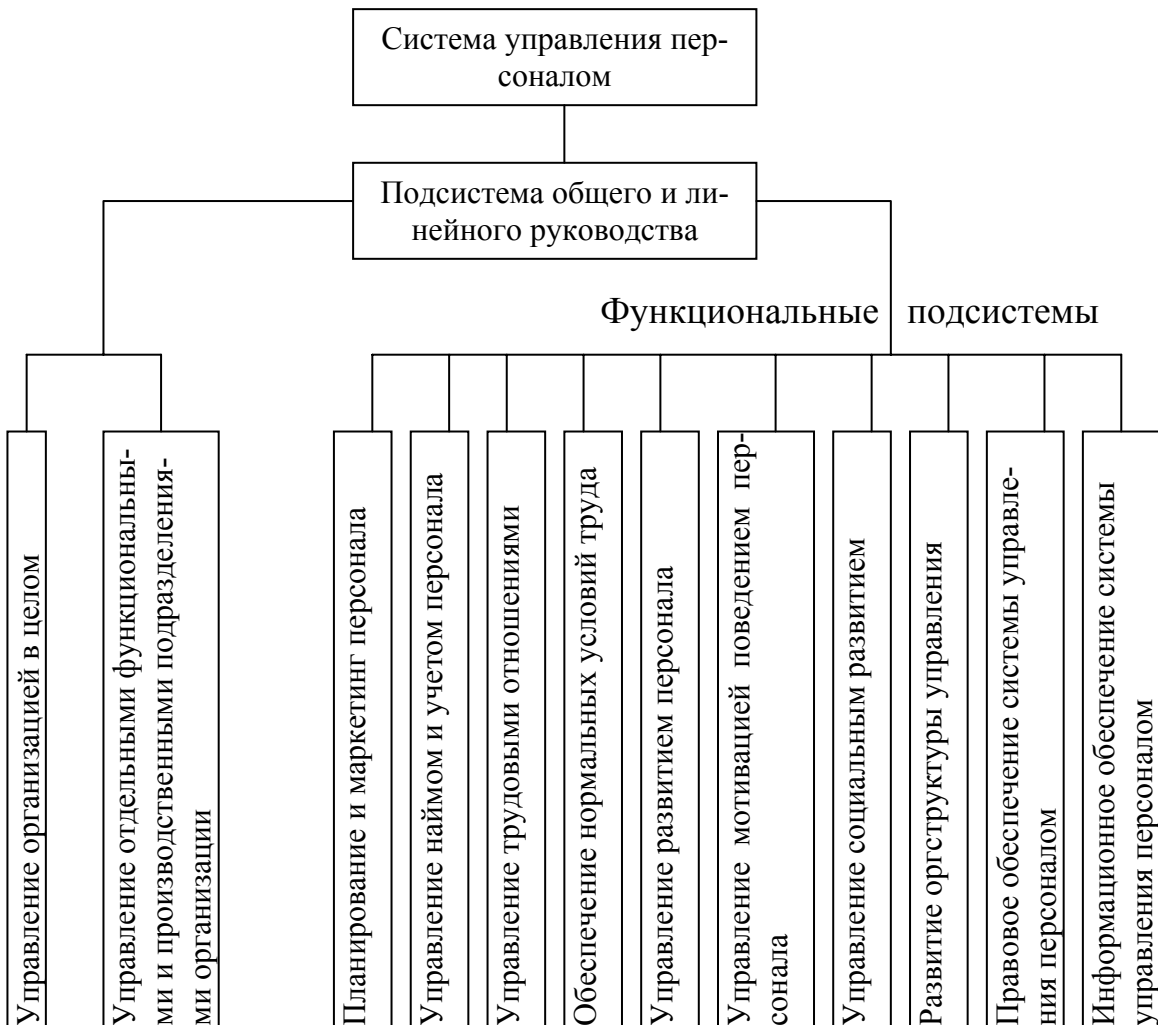 Система управления пер-
соналом
Подсистема общего и ли-
нейного руководства
Функциональные подсистемы
Управление организацией в целом
Управление отдельными функциональны-
ми и производственными подразделения-
ми организации
Планирование и маркетинг персонала
Управление наймом и учетом персонала
Управление трудовыми отношениями
Обеспечение нормальных условий труда
Управление развитием персонала
Управление мотивацией поведением пер-
сонала
Управление социальным развитием
Развитие оргструктуры управления
Правовое обеспечение системы управле-
ния персоналом
Информационное обеспечение системы
управления персоналом